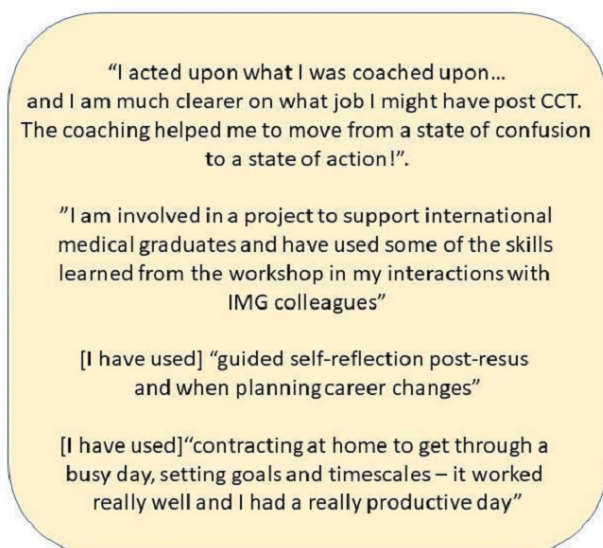 “I acted upon what I was coached upon...
and I am much clearer on what job I might have post CCT.
The coaching helped me to move from a state of confusion
to a state of action!”.
”I am involved in a project to support international
medical graduates and have used some of the skills
learned from the workshop in my interactions with
IMG colleagues”
[I have used] “guided self-reflection post-resus
and when planning career changes”
[I have used]“contracting at home to get through a
busy day, setting goals and timescales – it worked
really well and I had a really productive day”